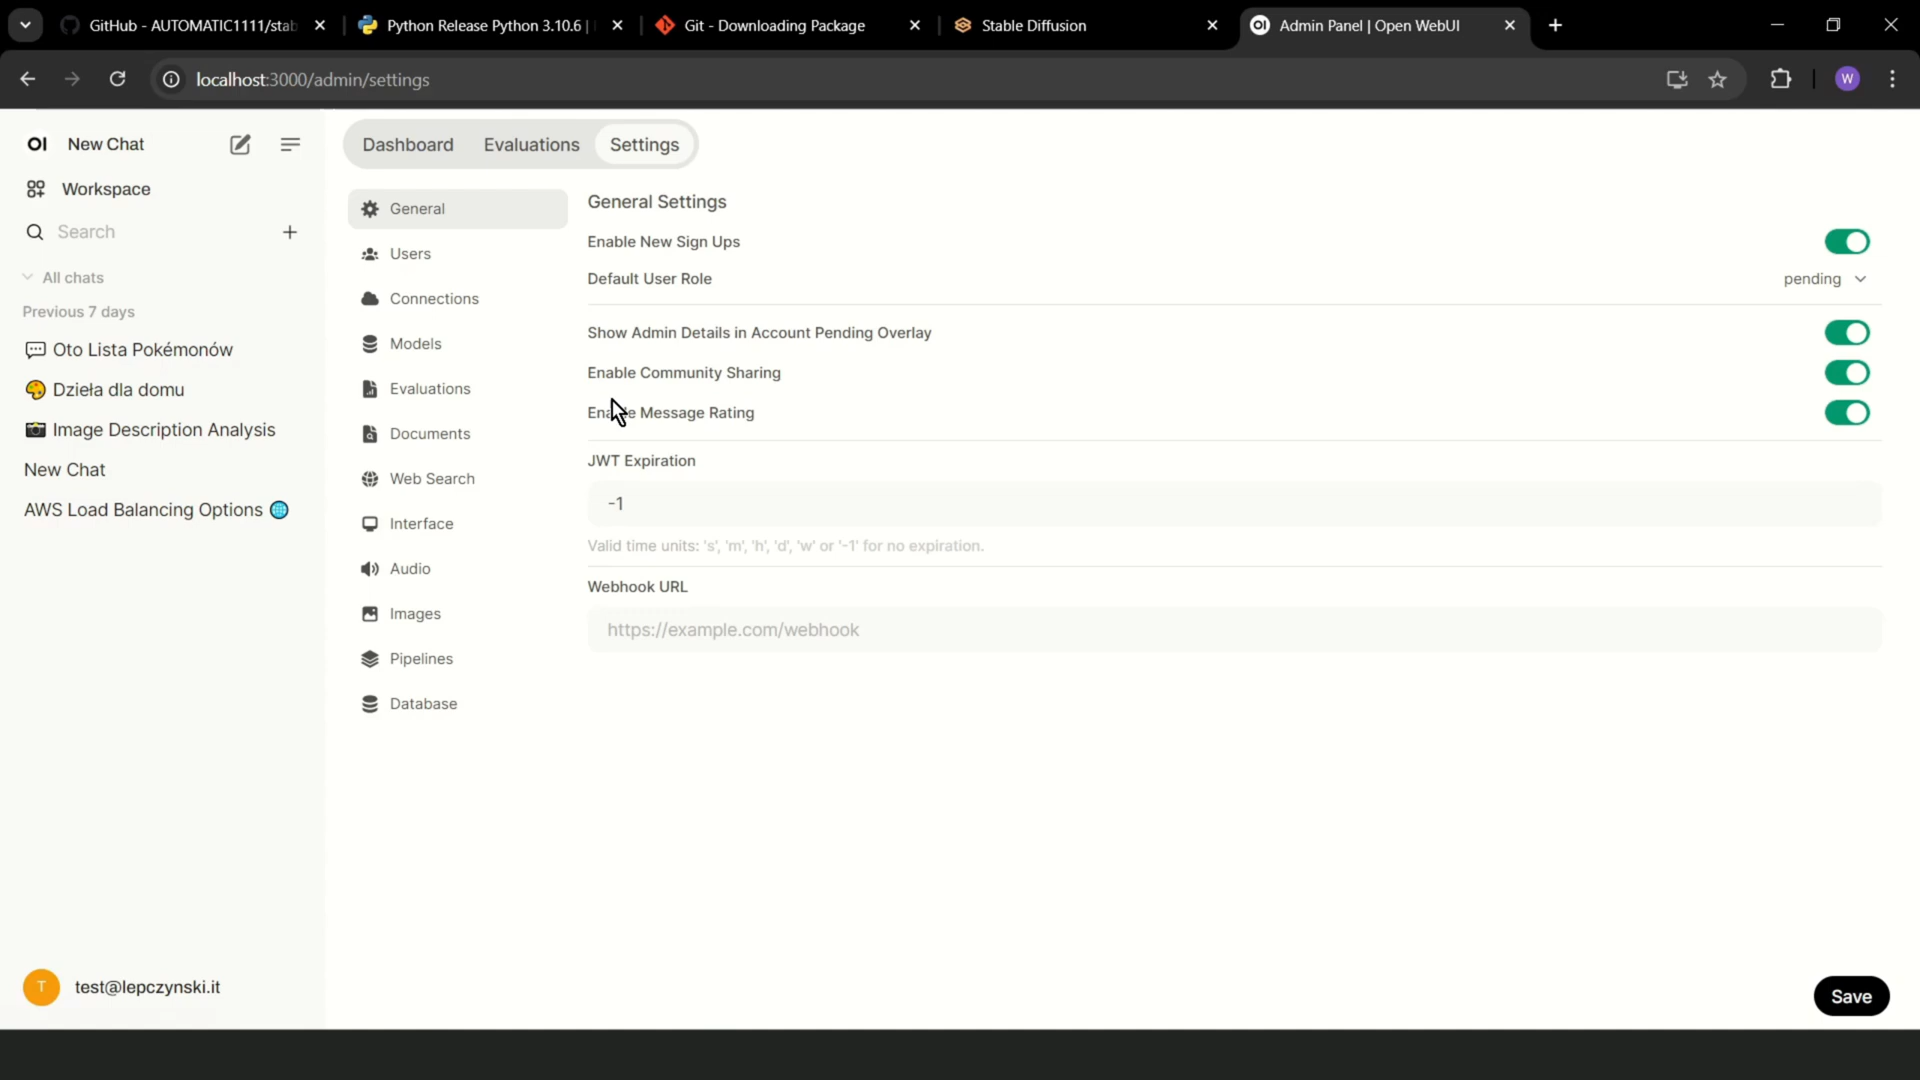 GitHub - AUTOMATIC1111/stab
Python Release Python 3.10.6 |
Git - Downloading Package
Stable Diffusion
Admin Panel | Open WebUI
localhost:3000/admin/settings
W
OI New Chat
Workspace
Search
All chats
Previous 7 days
Oto Lista Pokémonów
Dzieła dla domu
Image Description Analysis
New Chat
AWS Load Balancing Options
T test@lepczynski.it
Dashboard Evaluations Settings
General
Users
Connections
Models
Evaluations
Documents
Web Search
Interface
Audio
Images
Pipelines
Database
General Settings
Enable New Sign Ups
Default User Role pending
Show Admin Details in Account Pending Overlay
Enable Community Sharing
Enable Message Rating
JWT Expiration
-1
Valid time units: 's', 'm', 'h', 'd', 'w' or '-1' for no expiration.
Webhook URL
https://example.com/webhook
Save